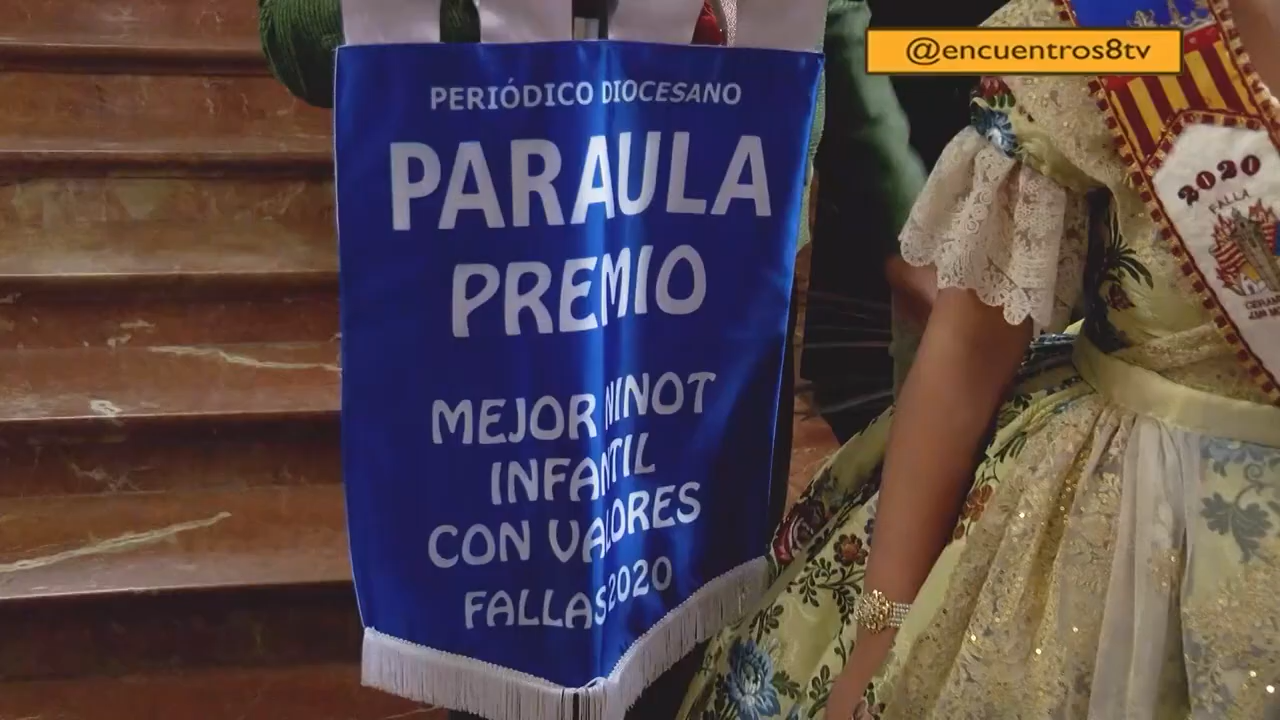 @encuentros8tv
PERIÓDICO DIOCESANO
PARAULA
PREMIO
MEJOR NINOT
INFANTIL
CON VALORES
FALLAS 2020
2020
FALLA